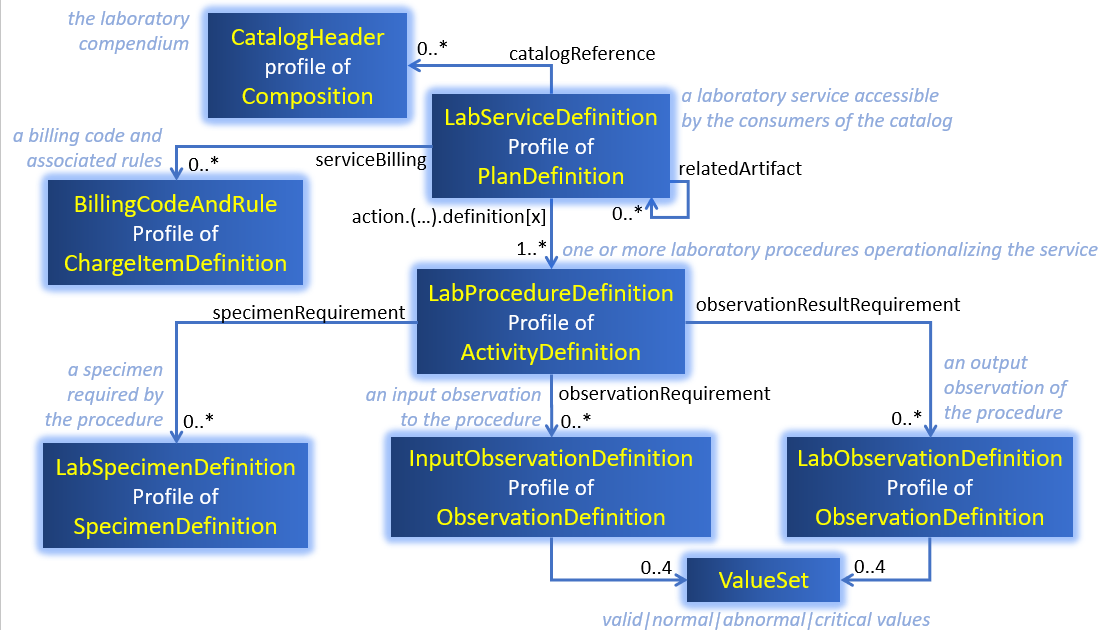 the laboratory
compendium
CatalogHeader
profile of
Composition
0..*
catalogReference
a laboratory service accessible
by the consumers of the catalog
LabServiceDefinition
Profile of
PlanDefinition
a billing code and
associated rules
0..*
serviceBilling
relatedArtifact
0..*
BillingCodeAndRule
Profile of
ChargeItemDefinition
action.(...).definition[x]
1..*
one or more laboratory procedures operationalizing the service
LabProcedureDefinition
Profile of
ActivityDefinition
specimenRequirement
observationResultRequirement
a specimen
required by
the procedure
0..*
an input observation
to the procedure
observationRequirement
0..*
an output
observation of
the procedure
0..*
LabSpecimenDefinition
Profile of
SpecimenDefinition
InputObservationDefinition
Profile of
ObservationDefinition
LabObservationDefinition
Profile of
ObservationDefinition
0..4
ValueSet
0..4
valid|normal|abnormal|critical values